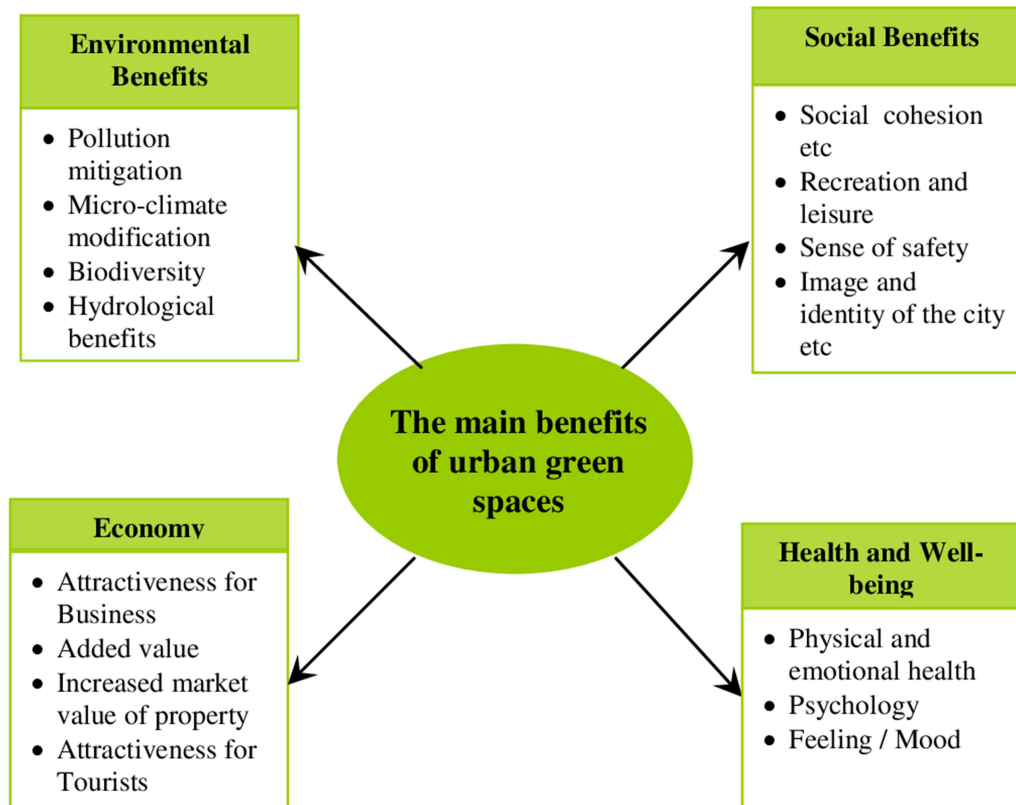 Environmental
Benefits
• Pollution
mitigation
• Micro-climate
modification
• Biodiversity
• Hydrological
benefits
Social Benefits
• Social cohesion
etc
• Recreation and
leisure
• Sense of safety
• Image and
identity of the city
etc
The main benefits
of urban green
spaces
Economy
• Attractiveness for
Business
• Added value
• Increased market
value of property
• Attractiveness for
Tourists
Health and Well-
being
• Physical and
emotional health
• Psychology
• Feeling / Mood